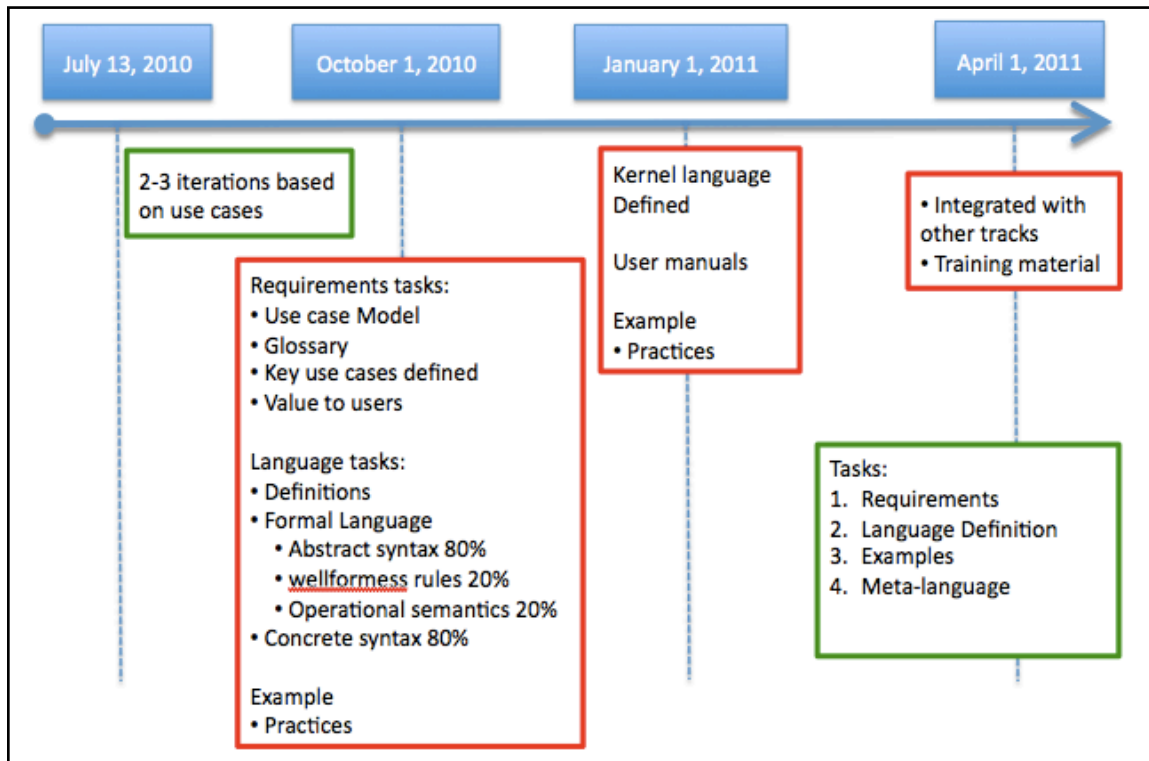 July 13, 2010
October 1, 2010
January 1, 2011
April 1, 2011
2-3 iterations based
on use cases
Requirements tasks:
• Use case Model
• Glossary
• Key use cases defined
• Value to users
Language tasks:
• Definitions
• Formal Language
• Abstract syntax 80%
• wellformess rules 20%
• Operational semantics 20%
• Concrete syntax 80%
Example
• Practices
Kernel language
Defined
User manuals
Example
• Practices
• Integrated with
other tracks
• Training material
Tasks:
1. Requirements
2. Language Definition
3. Examples
4. Meta-language